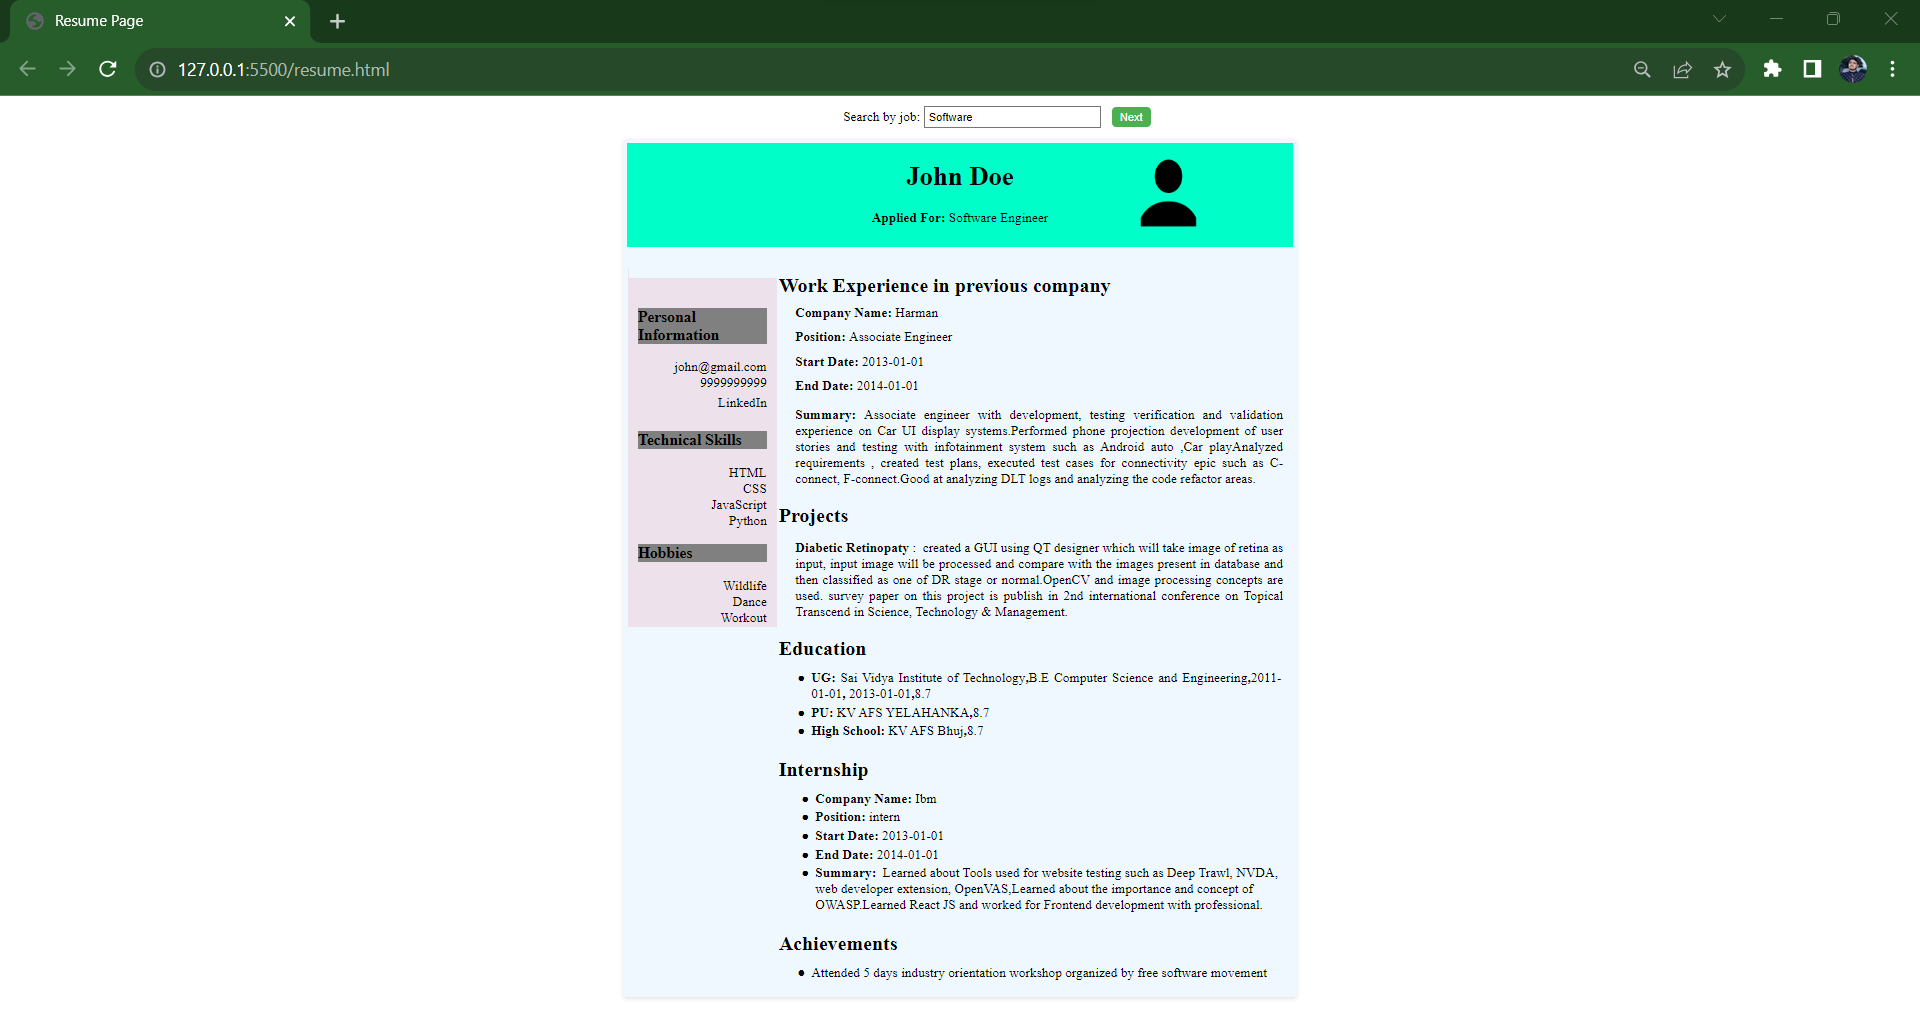 Resume Page
127.0.0.1:5500/resume.html
Search by job: Software Next
John Doe
Applied For: Software Engineer
Personal
Information
john@gmail.com
9999999999
LinkedIn
Technical Skills
HTML
CSS
JavaScript
Python
Hobbies
Wildlife
Dance
Workout
Work Experience in previous company
Company Name: Harman
Position: Associate Engineer
Start Date: 2013-01-01
End Date: 2014-01-01
Summary: Associate engineer with development, testing verification and validation
experience on Car UI display systems.Performed phone projection development of user
stories and testing with infotainment system such as Android auto ,Car playAnalyzed
requirements , created test plans, executed test cases for connectivity epic such as C-
connect, F-connect.Good at analyzing DLT logs and analyzing the code refactor areas.
Projects
Diabetic Retinopaty : created a GUI using QT designer which will take image of retina as
input, input image will be processed and compare with the images present in database and
then classified as one of DR stage or normal.OpenCV and image processing concepts are
used. survey paper on this project is publish in 2nd international conference on Topical
Transcend in Science, Technology & Management.
Education
UG: Sai Vidya Institute of Technology,B.E Computer Science and Engineering,2011-
01-01, 2013-01-01,8.7
PU: KV AFS YELAHANKA,8.7
High School: KV AFS Bhuj,8.7
Internship
Company Name: Ibm
Position: intern
Start Date: 2013-01-01
End Date: 2014-01-01
Summary: Learned about Tools used for website testing such as Deep Trawl, NVDA,
web developer extension, OpenVAS,Learned about the importance and concept of
OWASP.Learned React JS and worked for Frontend development with professional.
Achievements
Attended 5 days industry orientation workshop organized by free software movement